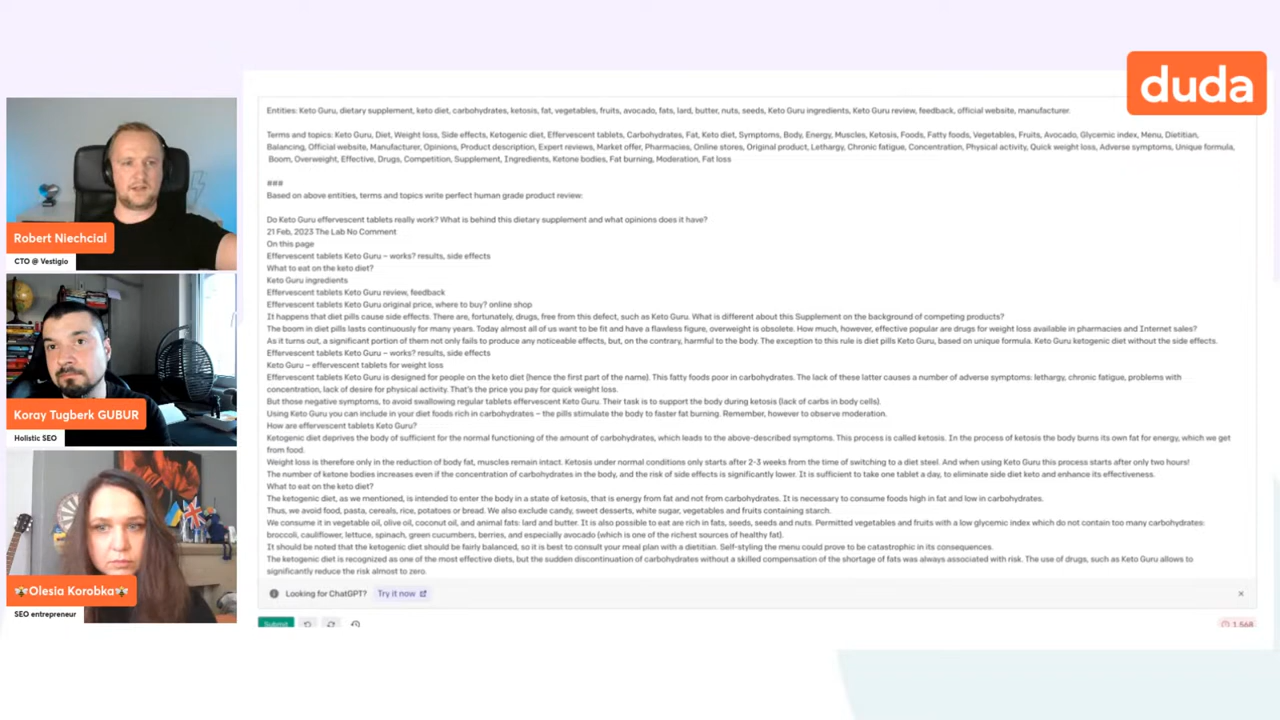 duda
Entities: Keto Guru, dietary supplement, keto diet, carbohydrates, ketosis, fat, vegetables, fruits, avocado, fats, lard, butter, nuts, seeds, Keto Guru ingredients, Keto Guru review, feedback, official website, manufacturer.
Terms and topics: Keto Guru, Diet, Weight loss, Side effects, Ketogenic diet, Effervescent tablets, Carbohydrates, Fat, Keto diet, Symptoms, Body, Energy, Muscles, Ketosis, Foods, Fatty foods, Vegetables, Fruits, Avocado, Glycemic index, Menu, Dietitian,
Balancing, Official website, Manufacturer, Opinions, Product description, Expert reviews, Market offer, Pharmacies, Online stores, Original product, Lethargy, Chronic fatigue, Concentration, Physical activity, Quick weight loss, Adverse symptoms, Unique formula,
Boom, Overweight, Effective, Drugs, Competition, Supplement, Ingredients, Ketone bodies, Fat burning, Moderation, Fat loss
###
Based on above entities, terms and topics write perfect human grade product review:
Do Keto Guru effervescent tablets really work? What is behind this dietary supplement and what opinions does it have?
21 Feb, 2023 The Lab No Comment
On this page
Effervescent tablets Keto Guru – works? results, side effects
What to eat on the keto diet?
Keto Guru ingredients
Effervescent tablets Keto Guru review, feedback
Effervescent tablets Keto Guru original price, where to buy? online shop
It happens that diet pills cause side effects. There are, fortunately, drugs, free from this defect, such as Keto Guru. What is different about this Supplement on the background of competing products?
The boom in diet pills lasts continuously for many years. Today almost all of us want to be fit and have a flawless figure, overweight is obsolete. How much, however, effective popular are drugs for weight loss available in pharmacies and Internet sales?
As it turns out, a significant portion of them not only fails to produce any noticeable effects, but, on the contrary, harmful to the body. The exception to this rule is diet pills Keto Guru, based on unique formula. Keto Guru ketogenic diet without the side effects.
Effervescent tablets Keto Guru – works? results, side effects
Keto Guru – effervescent tablets for weight loss
Effervescent tablets Keto Guru is designed for people on the keto diet (hence the first part of the name). This fatty foods poor in carbohydrates. The lack of these latter causes a number of adverse symptoms: lethargy, chronic fatigue, problems with
concentration, lack of desire for physical activity. That's the price you pay for quick weight loss.
But those negative symptoms, to avoid swallowing regular tablets effervescent Keto Guru. Their task is to support the body during ketosis (lack of carbs in body cells).
Using Keto Guru you can include in your diet foods rich in carbohydrates – the pills stimulate the body to faster fat burning. Remember, however to observe moderation.
How are effervescent tablets Keto Guru?
Ketogenic diet deprives the body of sufficient for the normal functioning of the amount of carbohydrates, which leads to the above-described symptoms. This process is called ketosis. In the process of ketosis the body burns its own fat for energy, which we get
from food.
Weight loss is therefore only in the reduction of body fat, muscles remain intact. Ketosis under normal conditions only starts after 2-3 weeks from the time of switching to a diet steel. And when using Keto Guru this process starts after only two hours!
The number of ketone bodies increases even if the concentration of carbohydrates in the body, and the risk of side effects is significantly lower. It is sufficient to take one tablet a day, to eliminate side diet keto and enhance its effectiveness.
What to eat on the keto diet?
The ketogenic diet, as we mentioned, is intended to enter the body in a state of ketosis, that is energy from fat and not from carbohydrates. It is necessary to consume foods high in fat and low in carbohydrates.
Thus, we avoid food, pasta, cereals, rice, potatoes or bread. We also exclude candy, sweet desserts, white sugar, vegetables and fruits containing starch.
We consume it in vegetable oil, olive oil, coconut oil, and animal fats: lard and butter. It is also possible to eat are rich in fats, seeds, seeds and nuts. Permitted vegetables and fruits with a low glycemic index which do not contain too many carbohydrates:
broccoli, cauliflower, lettuce, spinach, green cucumbers, berries, and especially avocado (which is one of the richest sources of healthy fat).
It should be noted that the ketogenic diet should be fairly balanced, so it is best to consult your meal plan with a dietitian. Self-styling the menu could prove to be catastrophic in its consequences.
The ketogenic diet is recognized as one of the most effective diets, but the sudden discontinuation of carbohydrates without a skilled compensation of the shortage of fats was always associated with risk. The use of drugs, such as Keto Guru allows to
significantly reduce the risk almost to zero.
Looking for ChatGPT? Try it now
Submit
1,568
Robert Niechcial
CTO @ Vestigio
Koray Tugberk GUBUR
Holistic SEO
Olesia Korobka
SEO entrepreneur